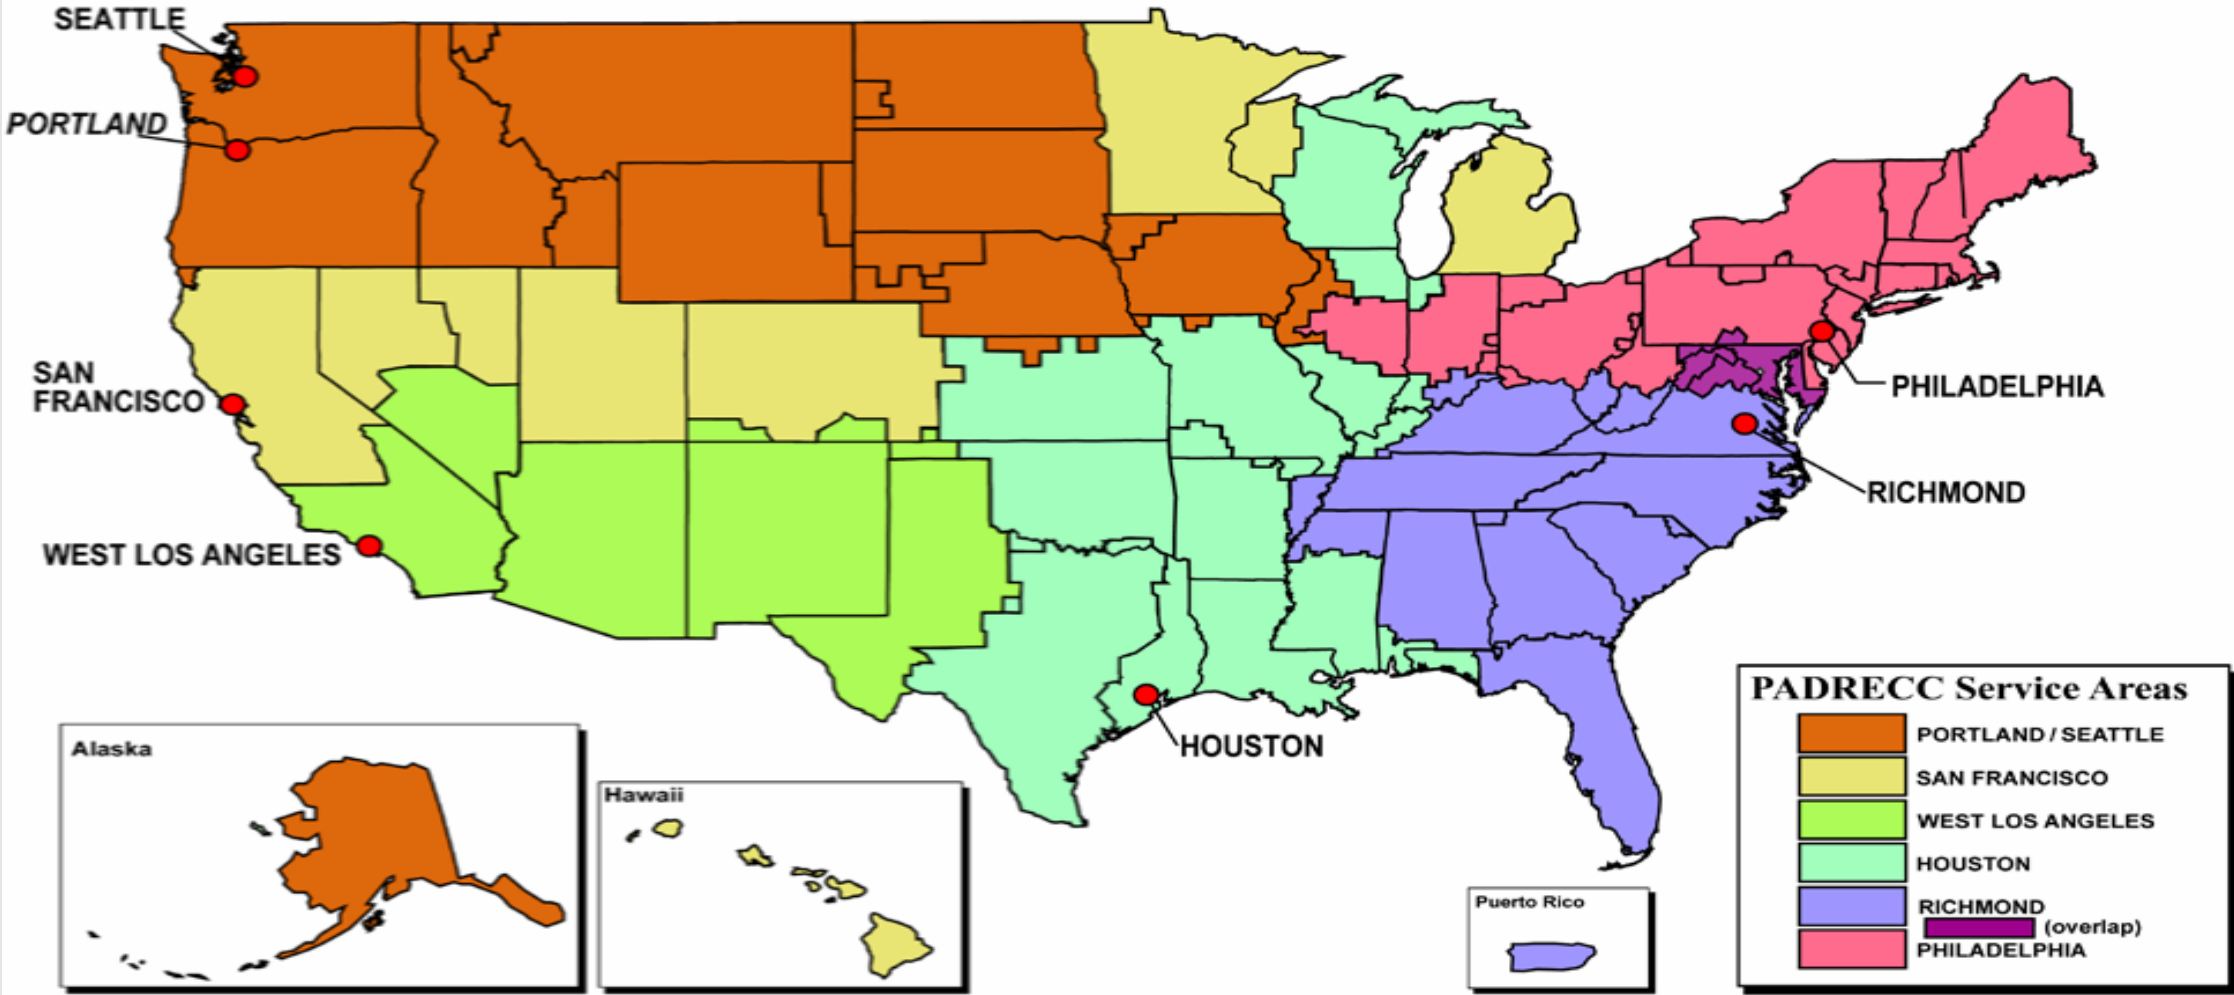 SEATTLE
PORTLAND
SAN
FRANCISCO
WEST LOS ANGELES
HOUSTON
PHILADELPHIA
RICHMOND
Alaska
Hawaii
Puerto Rico
PADRECC Service Areas
PORTLAND / SEATTLE
SAN FRANCISCO
WEST LOS ANGELES
HOUSTON
RICHMOND
(overlap)
PHILADELPHIA